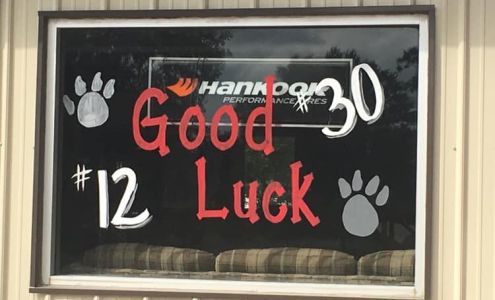 HANKOOK
PERFORMANCE TIRES
#30
Good
#12
Luck